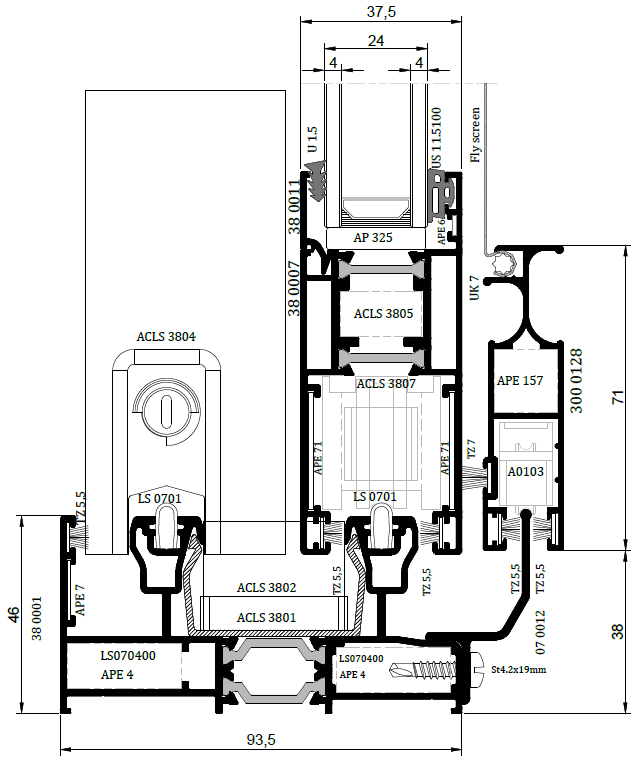 37,5
24
4
4
U 1.5
US 11.5100
Fly screen
38 0011
AP 325
APE 6
38 0007
UK 7
ACLS 3805
ACLS 3804
ACLS 3807
APE 157
300 0128
71
APE 71
APE 71
TZ 7
A0103
LS 0701
LS 0701
TZ 5,5
TZ 5,5
TZ 5,5
TZ 5,5
TZ 5,5
ACLS 3802
ACLS 3801
APE 7
46
38 0001
07 0012
38
LS070400
APE 4
LS070400
APE 4
St4.2x19mm
93,5